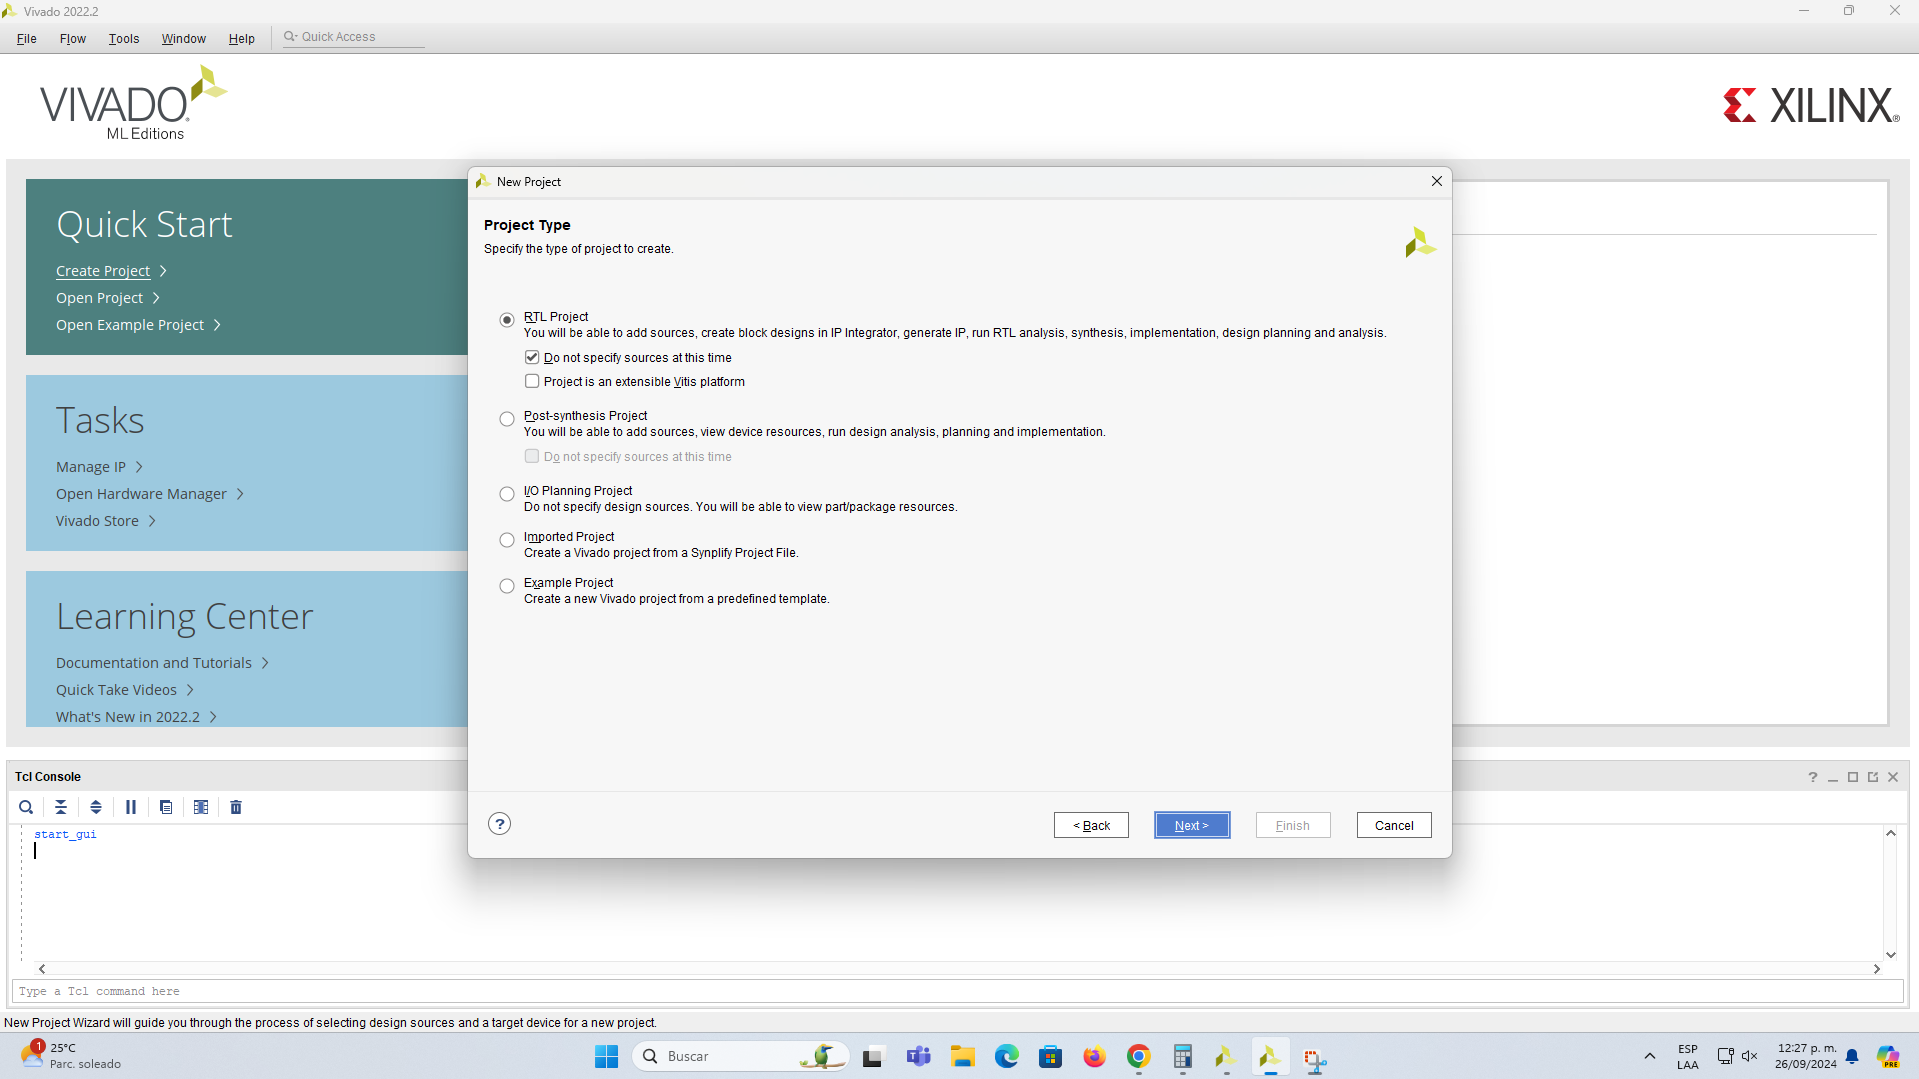 Vivado 2022.2
File Flow Tools Window Help Quick Access
VIVADO
ML Editions
XILINX®
Quick Start
Create Project
Open Project
Open Example Project
Tasks
Manage IP
Open Hardware Manager
Vivado Store
Learning Center
Documentation and Tutorials
Quick Take Videos
What's New in 2022.2
New Project
Project Type
Specify the type of project to create.
RTL Project
You will be able to add sources, create block designs in IP Integrator, generate IP, run RTL analysis, synthesis, implementation, design planning and analysis.
Do not specify sources at this time
Project is an extensible Vitis platform
Post-synthesis Project
You will be able to add sources, view device resources, run design analysis, planning and implementation.
Do not specify sources at this time
I/O Planning Project
Do not specify design sources. You will be able to view part/package resources.
Imported Project
Create a Vivado project from a Synplify Project File.
Example Project
Create a new Vivado project from a predefined template.
?
< Back Next > Finish Cancel
Tcl Console
start_gui
Type a Tcl command here
New Project Wizard will guide you through the process of selecting design sources and a target device for a new project.
1
25°C
Parc. soleado
Buscar
ESP
LAA
12:27 p. m.
26/09/2024
PRE